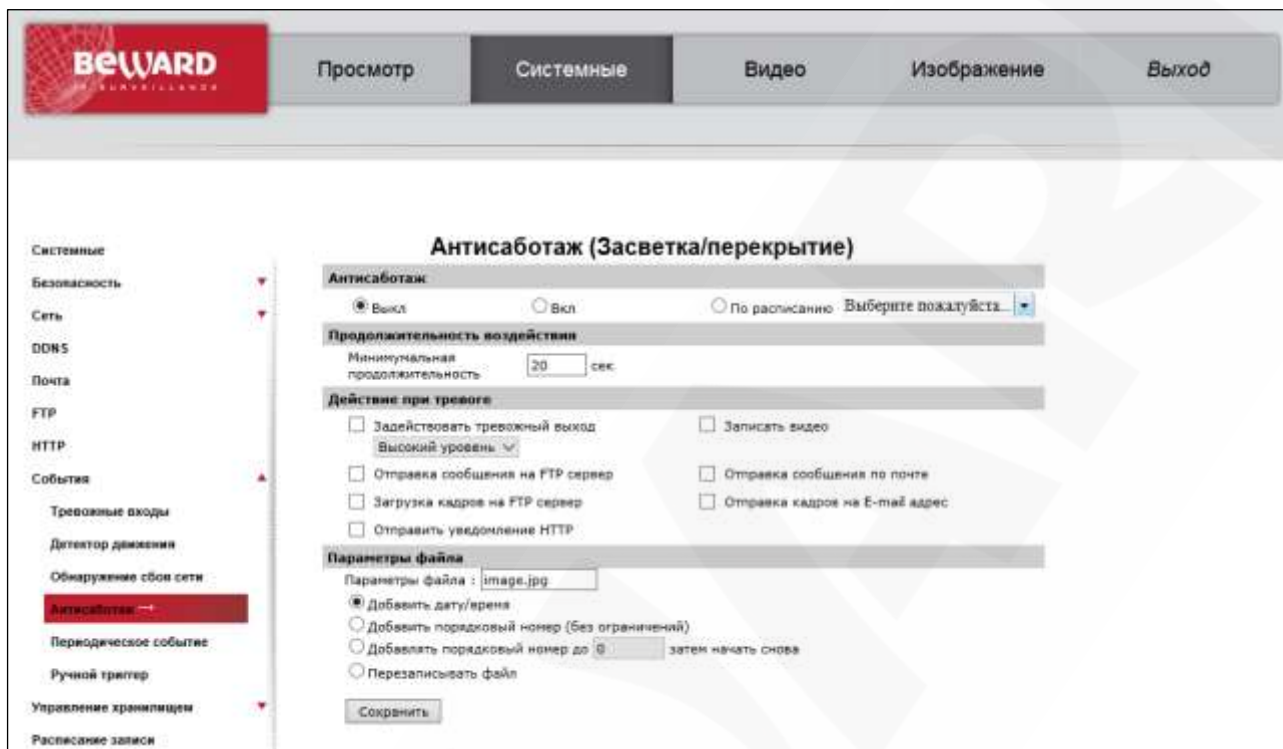 BEWARD
IP SURVEILLANCE
Просмотр
Системные
Видео
Изображение
Выход
Системные
Безопасность
Сеть
DDNS
Почта
FTP
HTTP
События
Тревожные входы
Детектор движения
Обнаружение сбоя сети
Антисаботаж
Периодическое событие
Ручной триггер
Управление хранилищем
Расписание записи
Антисаботаж (Засветка/перекрытие)
Антисаботаж
Выкл
Вкл
По расписанию
Выберите пожалуйста...
Продолжительность воздействия
Минимумальная
продолжительность
20
сек
Действие при тревоге
Задействовать тревожный выход
Записать видео
Высокий уровень
Отправка сообщения на FTP сервер
Отправка сообщения по почте
Загрузка кадров на FTP сервер
Отправка кадров на E-mail адрес
Отправить уведомление HTTP
Параметры файла
Параметры файла : image.jpg
Добавить дату/время
Добавить порядковый номер (без ограничений)
Добавлять порядковый номер до 0 затем начать снова
Перезаписывать файл
Сохранить